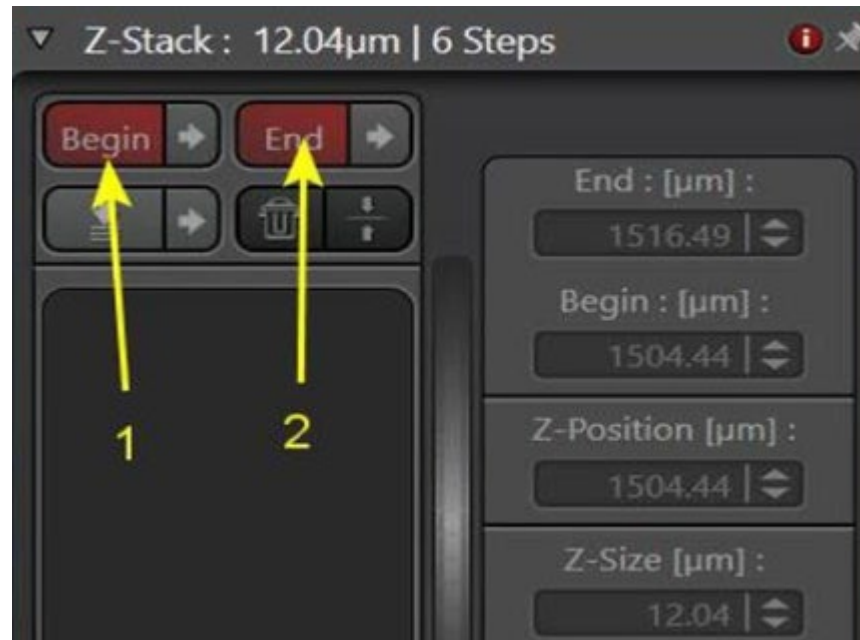 Z-Stack : 12.04µm | 6 Steps
Begin
End
1
2
End : [µm] :
1516.49
Begin : [µm] :
1504.44
Z-Position [µm] :
1504.44
Z-Size [µm] :
12.04